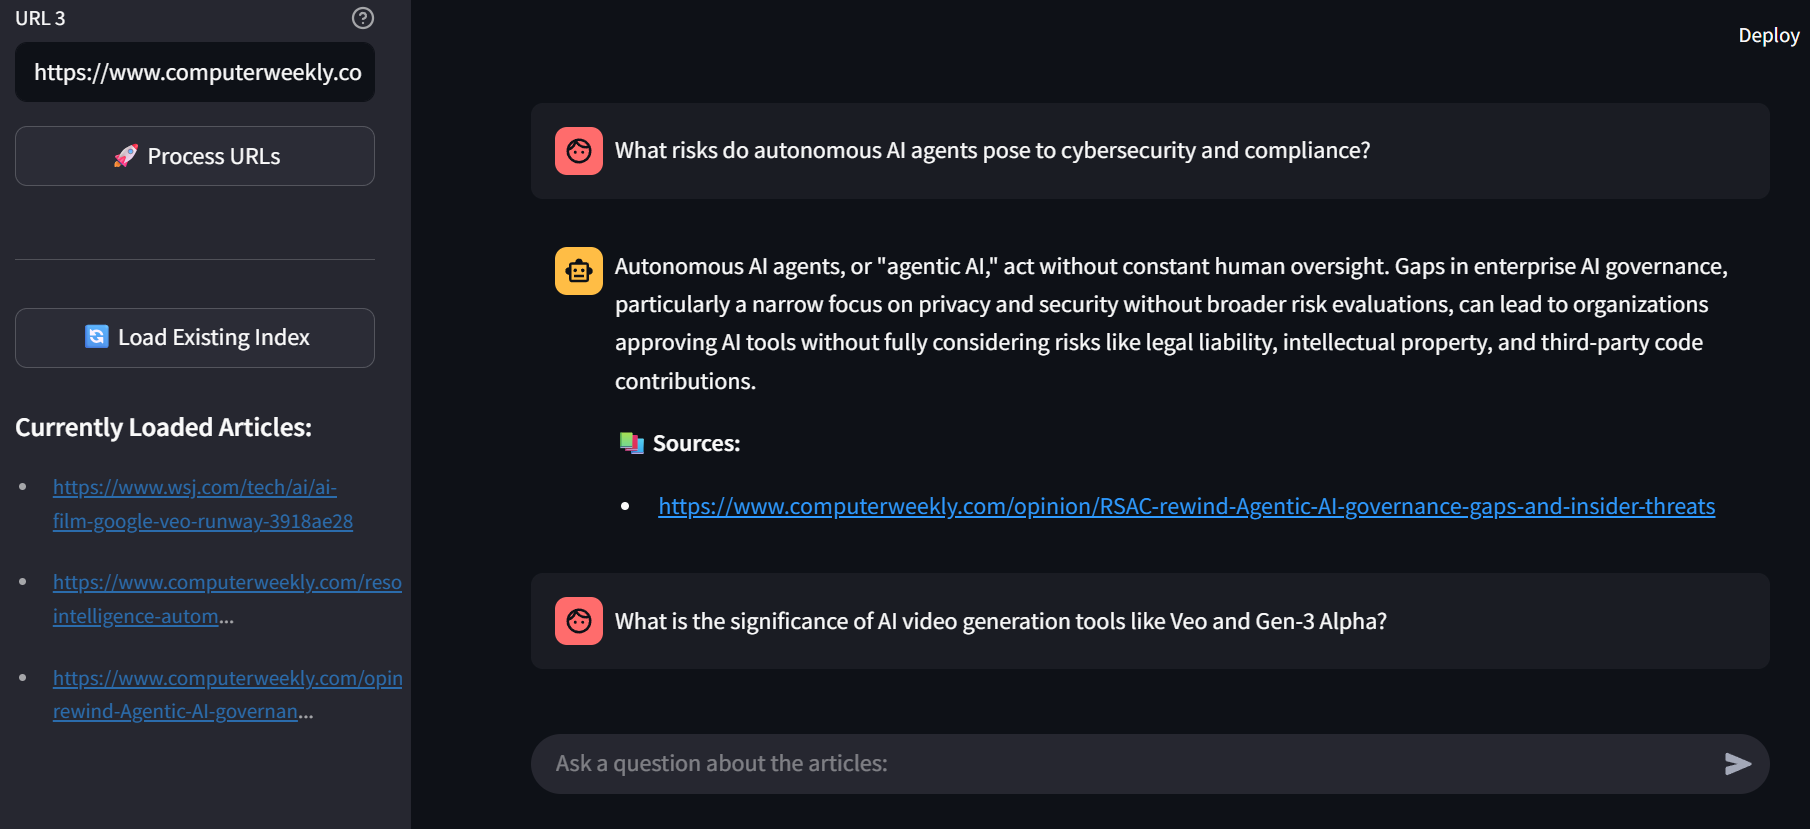 URL 3
https://www.computerweekly.co
Process URLs
Load Existing Index
Currently Loaded Articles:
https://www.wsj.com/tech/ai/ai-
film-google-veo-runway-3918ae28
https://www.computerweekly.com/reso
intelligence-autom...
https://www.computerweekly.com/opin
rewind-Agentic-AI-governan...
Deploy
What risks do autonomous AI agents pose to cybersecurity and compliance?
Autonomous AI agents, or "agentic AI," act without constant human oversight. Gaps in enterprise AI governance,
particularly a narrow focus on privacy and security without broader risk evaluations, can lead to organizations
approving AI tools without fully considering risks like legal liability, intellectual property, and third-party code
contributions.
Sources:
https://www.computerweekly.com/opinion/RSAC-rewind-Agentic-AI-governance-gaps-and-insider-threats
What is the significance of AI video generation tools like Veo and Gen-3 Alpha?
Ask a question about the articles: